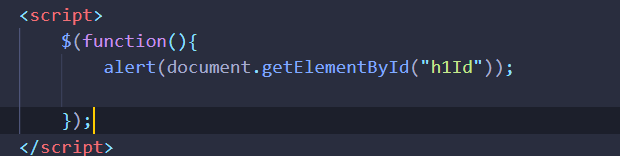 <script>
$(function(){
alert(document.getElementById("h1Id"));
});
</script>